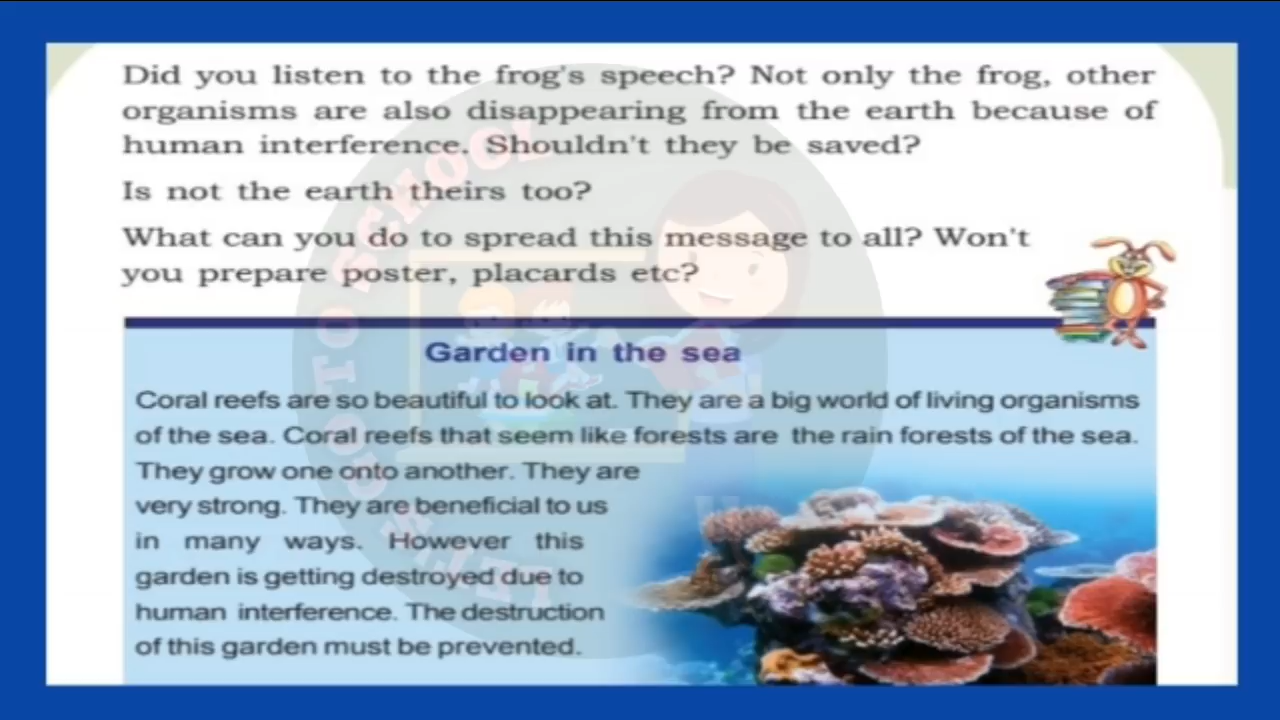 Did you listen to the frog's speech? Not only the frog, other
organisms are also disappearing from the earth because of
human interference. Shouldn't they be saved?
Is not the earth theirs too?
What can you do to spread this message to all? Won't
you prepare poster, placards etc?
Garden in the sea
Coral reefs are so beautiful to look at. They are a big world of living organisms
of the sea. Coral reefs that seem like forests are the rain forests of the sea.
They grow one onto another. They are
very strong. They are beneficial to us
in many ways. However this
garden is getting destroyed due to
human interference. The destruction
of this garden must be prevented.